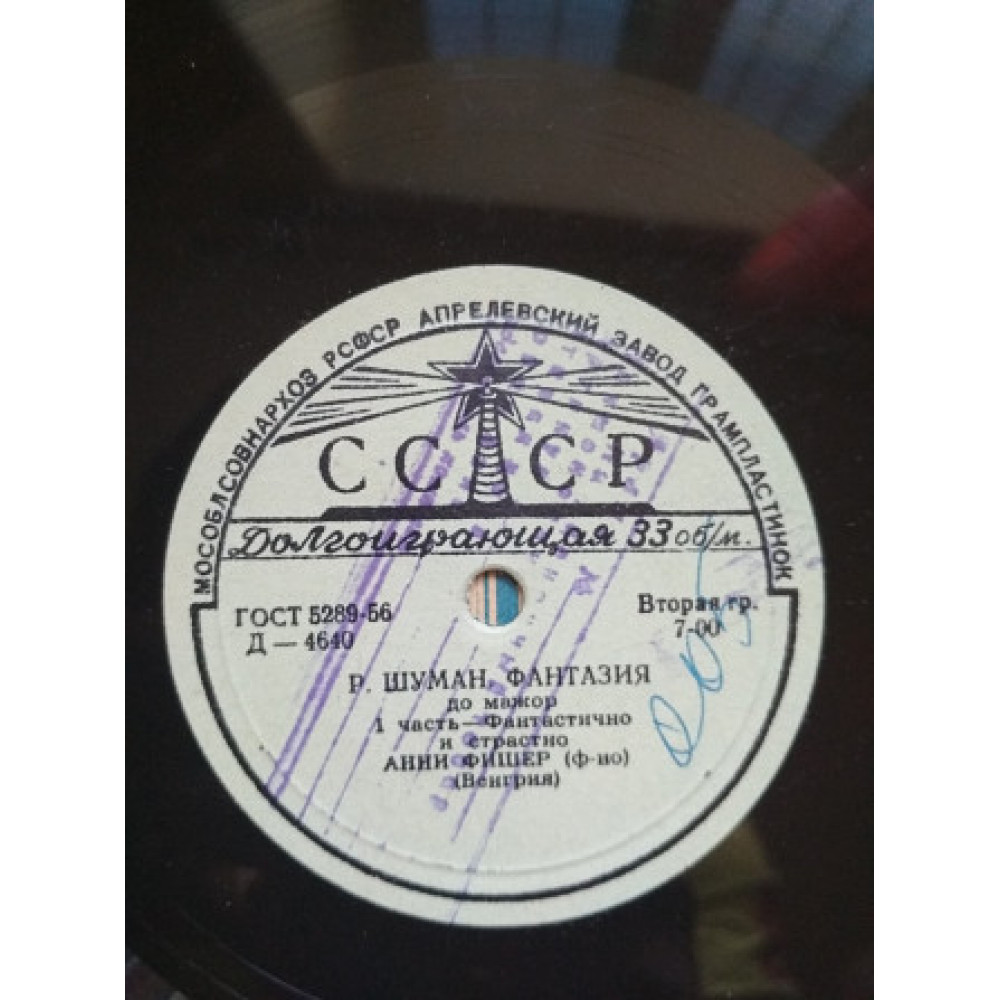 МОСОБЛСОВНАРХОЗ РСФСР АПРЕЛЕВСКИЙ ЗАВОД ГРАМПЛАСТИНОК
СССР
Долгоиграющая 33 об/м.
ГОСТ 5289-56
Вторая гр.
Д — 4640
7-00
Р. ШУМАН. ФАНТАЗИЯ
до мажор
1 часть — Фантастично
и страстно
АННИ ФИШЕР (ф-но)
(Венгрия)